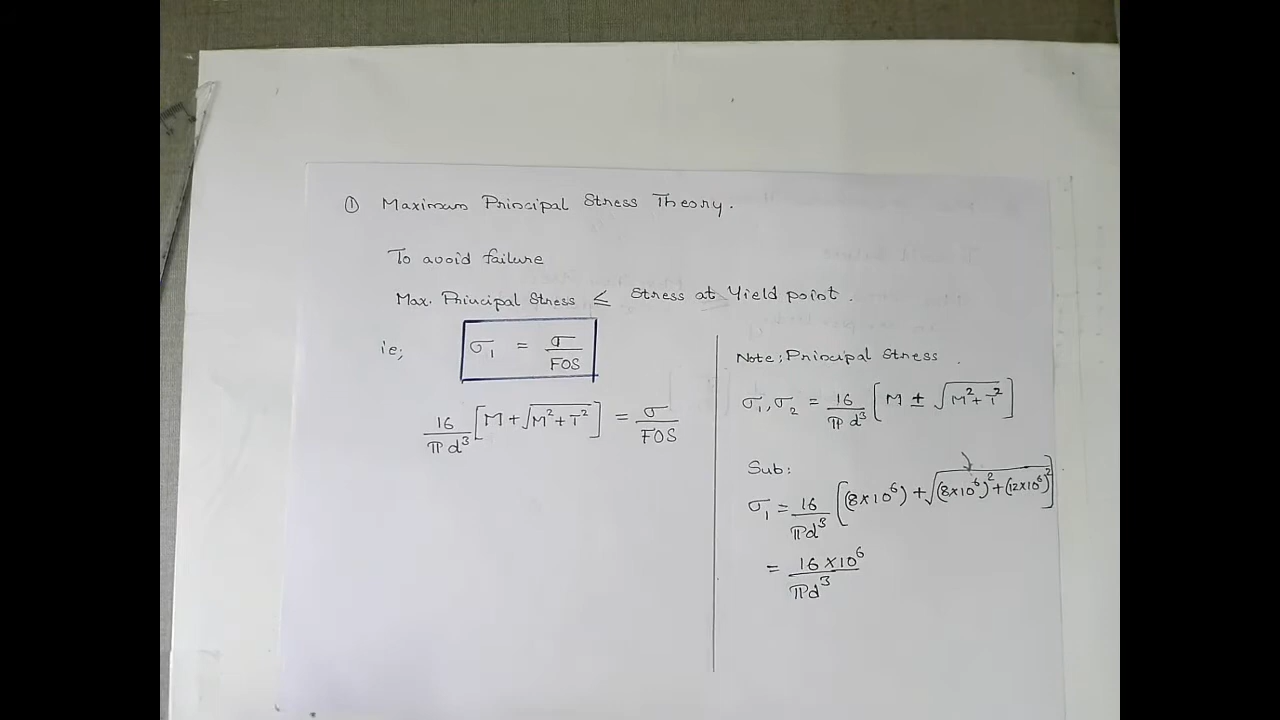 ① Maximum Principal Stress Theory.
To avoid failure
Max. Principal Stress ≤ Stress at Yield point.
ie; σ₁ = σ/FOS
16/πd³ [M + √(M² + T²)] = σ/FOS
Note: Principal Stress.
σ₁, σ₂ = 16/πd³ [M ± √(M² + T²)]
Sub:
σ₁ = 16/πd³ [(8×10⁶) + √((8×10⁶)² + (12×10⁶)²)]
= 16×10⁶/πd³